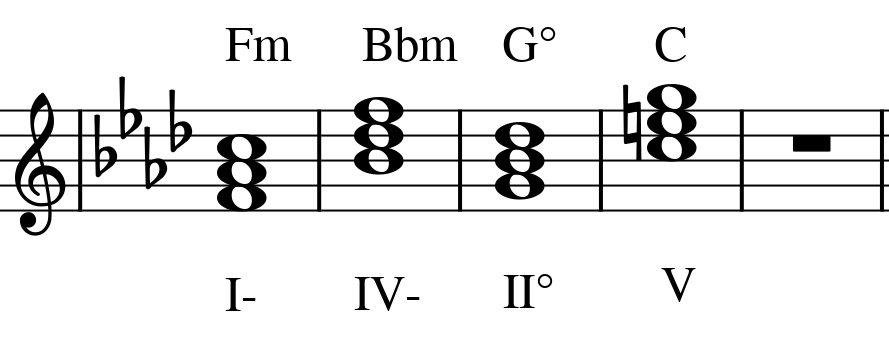 Fm Bbm G° C
I- IV- II° V